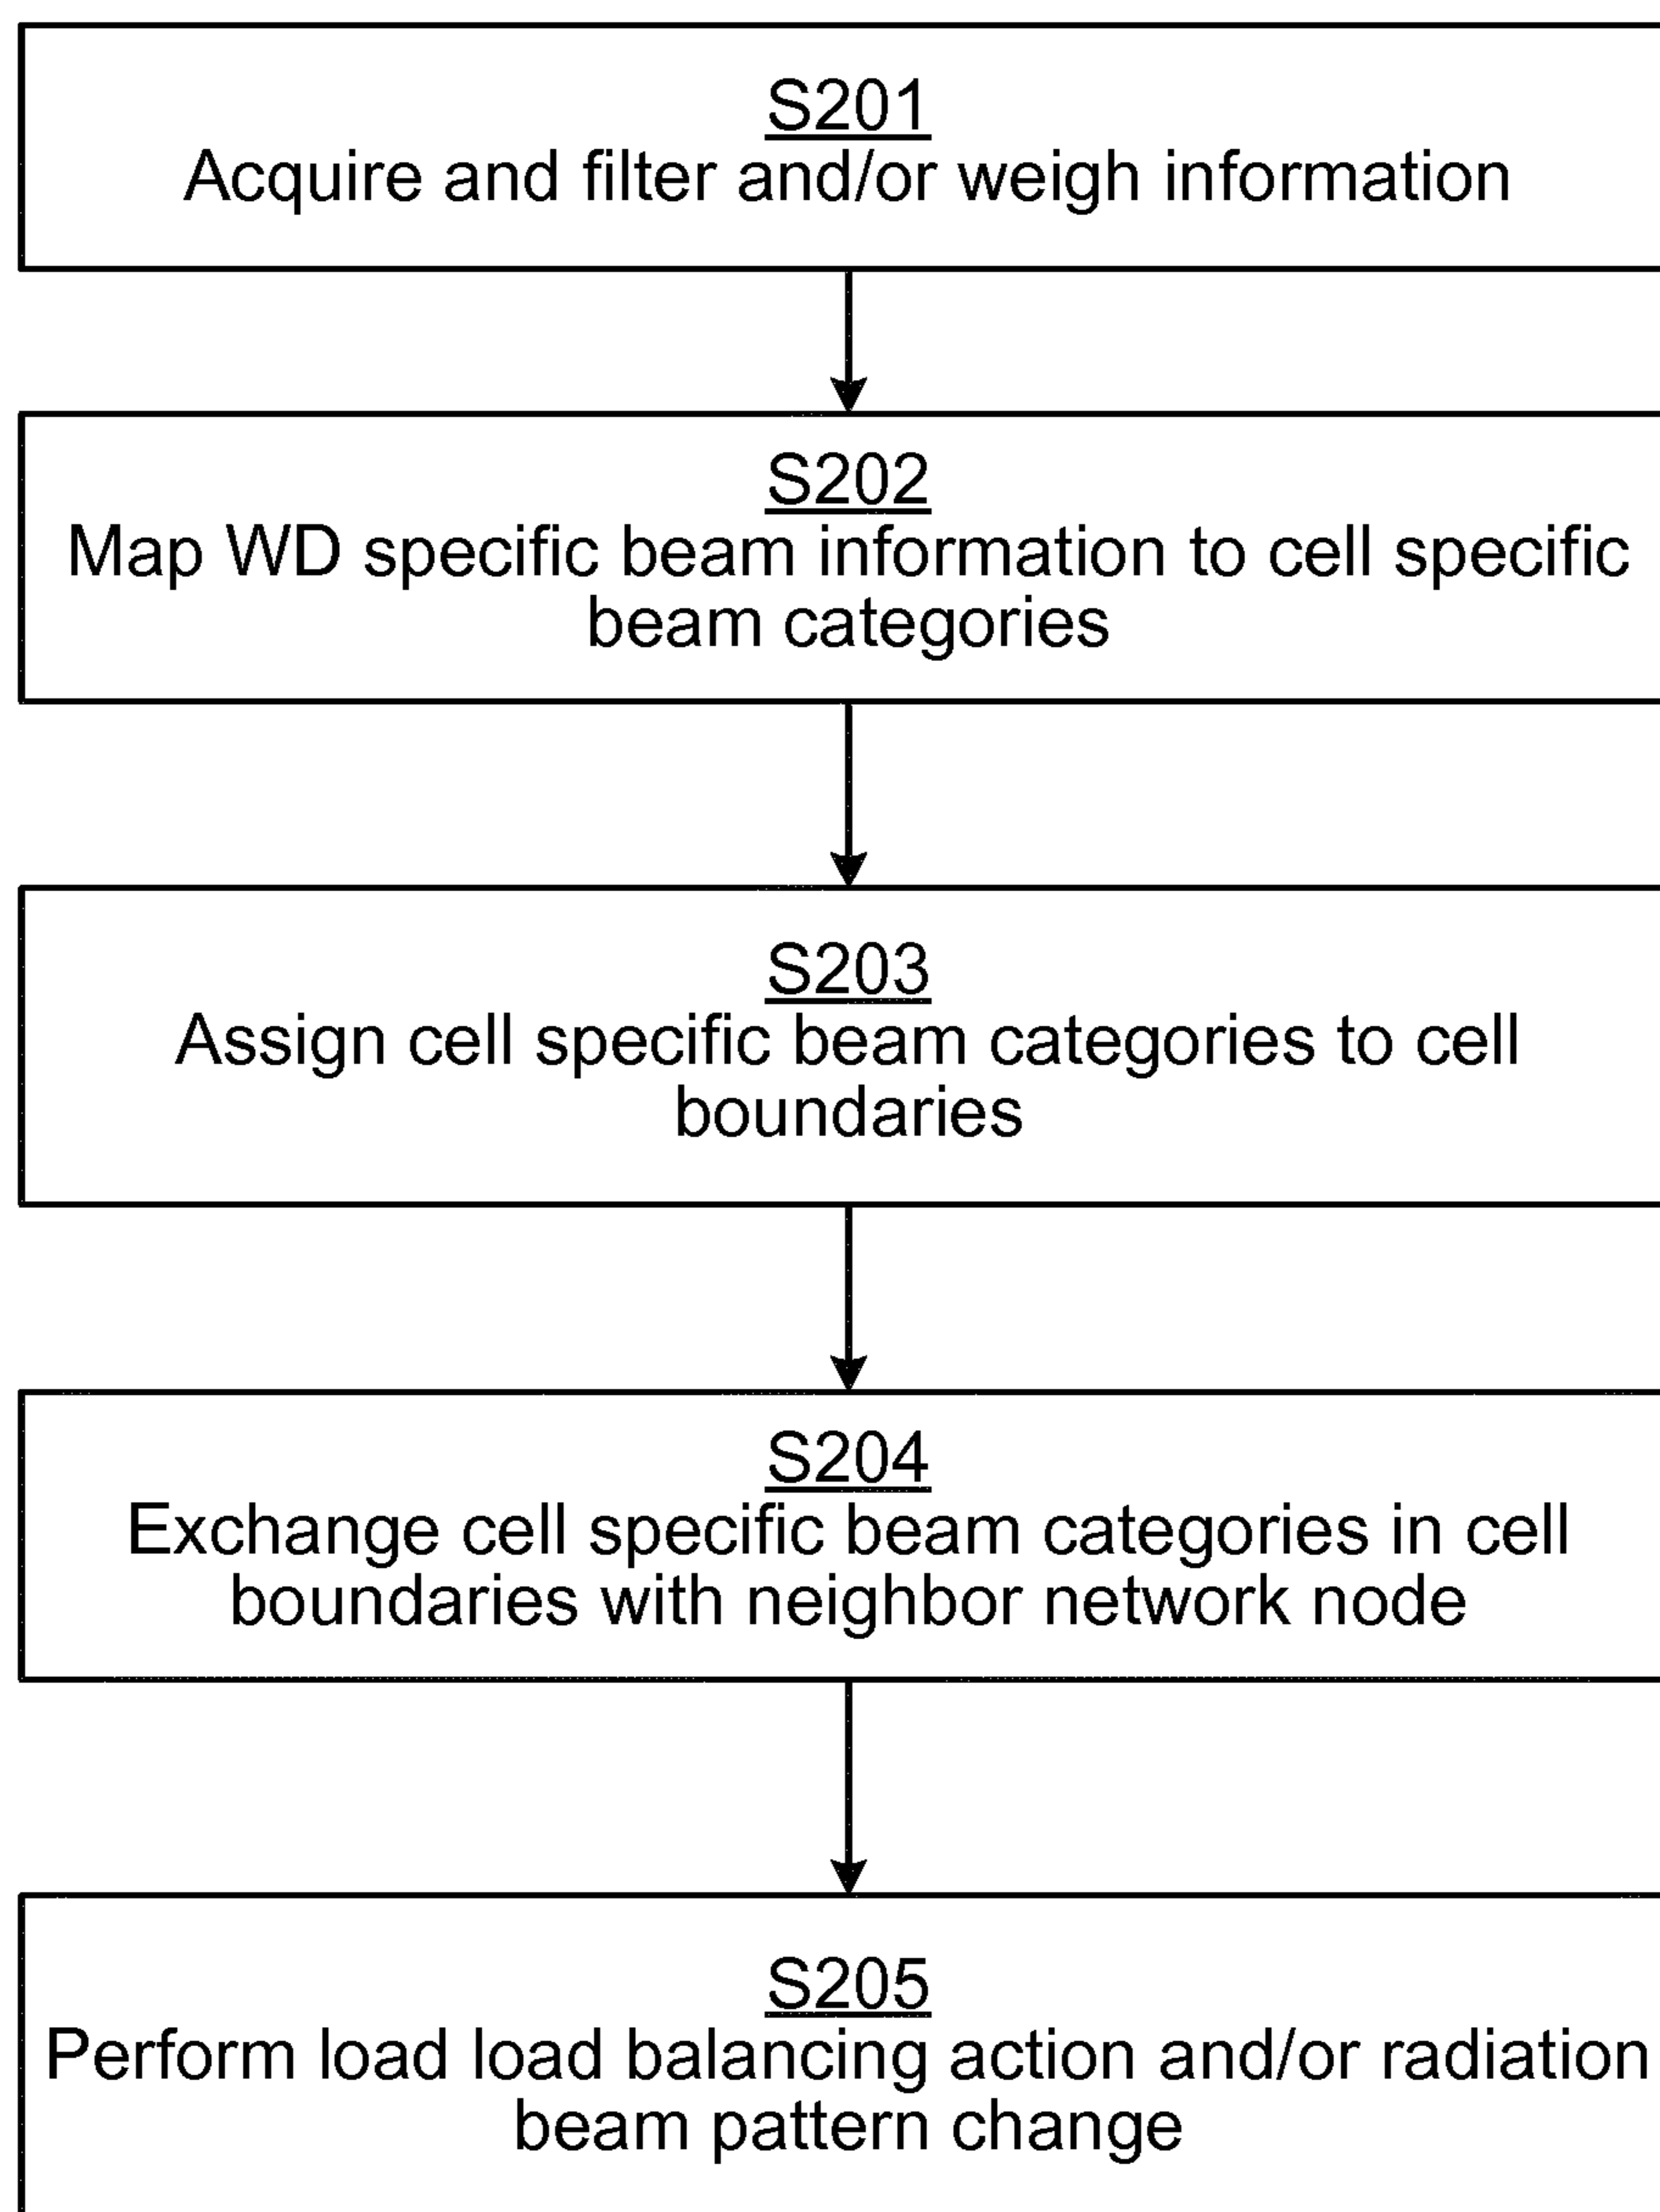 S201
Acquire and filter and/or weigh information
S202
Map WD specific beam information to cell specific
beam categories
S203
Assign cell specific beam categories to cell
boundaries
S204
Exchange cell specific beam categories in cell
boundaries with neighbor network node
S205
Perform load load balancing action and/or radiation
beam pattern change